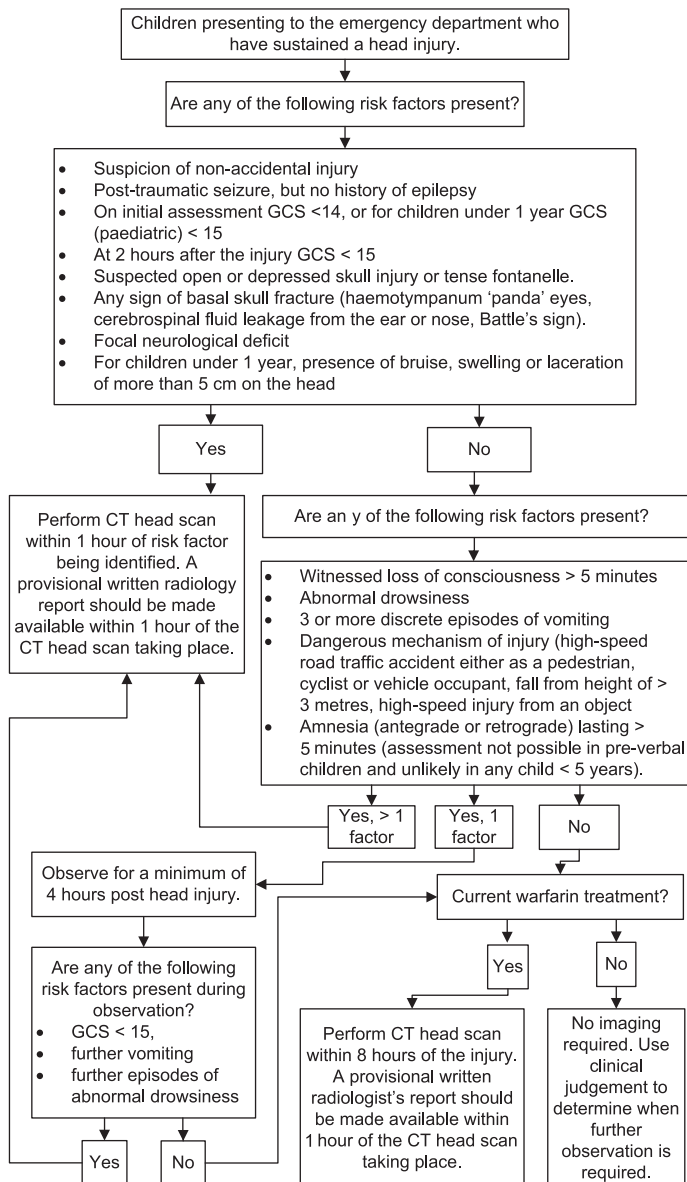 Children presenting to the emergency department who
have sustained a head injury.
Are any of the following risk factors present?
• Suspicion of non-accidental injury
• Post-traumatic seizure, but no history of epilepsy
• On initial assessment GCS <14, or for children under 1 year GCS
(paediatric) < 15
• At 2 hours after the injury GCS < 15
• Suspected open or depressed skull injury or tense fontanelle.
• Any sign of basal skull fracture (haemotympanum ‘panda’ eyes,
cerebrospinal fluid leakage from the ear or nose, Battle’s sign).
• Focal neurological deficit
• For children under 1 year, presence of bruise, swelling or laceration
of more than 5 cm on the head
Yes
No
Perform CT head scan
within 1 hour of risk factor
being identified. A
provisional written radiology
report should be made
available within 1 hour of the
CT head scan taking place.
Are an y of the following risk factors present?
• Witnessed loss of consciousness > 5 minutes
• Abnormal drowsiness
• 3 or more discrete episodes of vomiting
• Dangerous mechanism of injury (high-speed
road traffic accident either as a pedestrian,
cyclist or vehicle occupant, fall from height of >
3 metres, high-speed injury from an object
• Amnesia (antegrade or retrograde) lasting >
5 minutes (assessment not possible in pre-verbal
children and unlikely in any child < 5 years).
Yes, > 1
factor
Yes, 1
factor
No
Observe for a minimum of
4 hours post head injury.
Current warfarin treatment?
Are any of the following
risk factors present during
observation?
• GCS < 15,
• further vomiting
• further episodes of
abnormal drowsiness
Yes
No
Yes
No
Perform CT head scan
within 8 hours of the injury.
A provisional written
radiologist’s report should
be made available within
1 hour of the CT head scan
taking place.
No imaging
required. Use
clinical
judgement to
determine when
further
observation is
required.